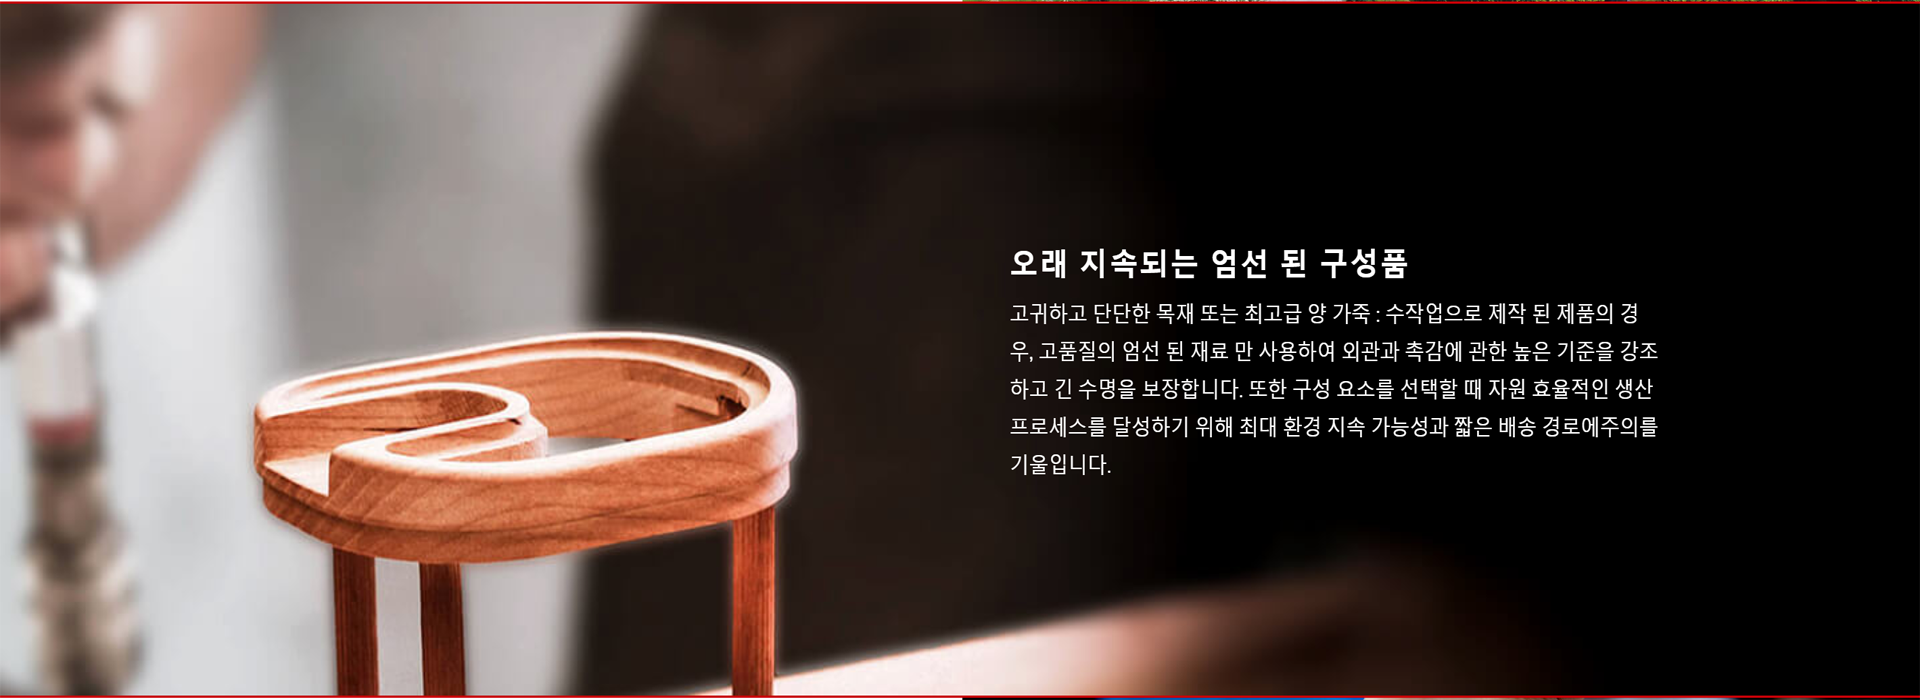 오래 지속되는 엄선 된 구성품
고귀하고 단단한 목재 또는 최고급 양 가죽 : 수작업으로 제작 된 제품의 경
우, 고품질의 엄선 된 재료 만 사용하여 외관과 촉감에 관한 높은 기준을 강조
하고 긴 수명을 보장합니다. 또한 구성 요소를 선택할 때 자원 효율적인 생산
프로세스를 달성하기 위해 최대 환경 지속 가능성과 짧은 배송 경로에주의를
기울입니다.